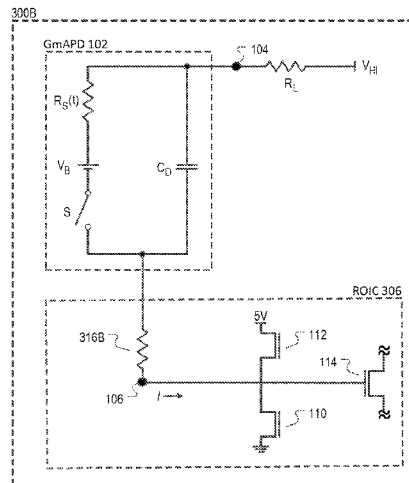 300B
GmAPD 102
104
R_S(t)
R_L
V_HI
V_B
C_D
S
ROIC 306
5V
112
316B
114
106
I →
110